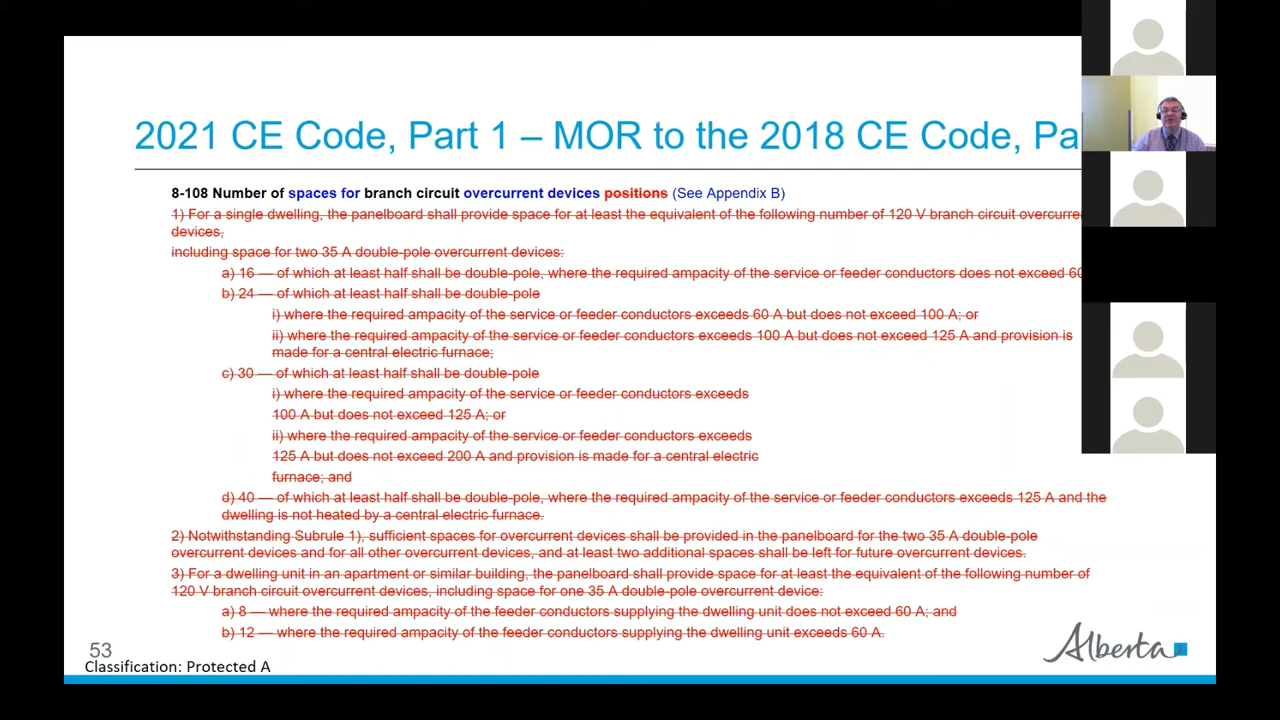 2021 CE Code, Part 1 – MOR to the 2018 CE Code, Pa
8-108 Number of spaces for branch circuit overcurrent devices positions (See Appendix B)
1) For a single dwelling, the panelboard shall provide space for at least the equivalent of the following number of 120 V branch circuit overcurre
devices,
including space for two 35 A double-pole overcurrent devices:
a) 16 — of which at least half shall be double-pole, where the required ampacity of the service or feeder conductors does not exceed 60
b) 24 — of which at least half shall be double-pole
i) where the required ampacity of the service or feeder conductors exceeds 60 A but does not exceed 100 A; or
ii) where the required ampacity of the service or feeder conductors exceeds 100 A but does not exceed 125 A and provision is
made for a central electric furnace;
c) 30 — of which at least half shall be double-pole
i) where the required ampacity of the service or feeder conductors exceeds
100 A but does not exceed 125 A; or
ii) where the required ampacity of the service or feeder conductors exceeds
125 A but does not exceed 200 A and provision is made for a central electric
furnace; and
d) 40 — of which at least half shall be double-pole, where the required ampacity of the service or feeder conductors exceeds 125 A and the
dwelling is not heated by a central electric furnace.
2) Notwithstanding Subrule 1), sufficient spaces for overcurrent devices shall be provided in the panelboard for the two 35 A double-pole
overcurrent devices and for all other overcurrent devices, and at least two additional spaces shall be left for future overcurrent devices.
3) For a dwelling unit in an apartment or similar building, the panelboard shall provide space for at least the equivalent of the following number of
120 V branch circuit overcurrent devices, including space for one 35 A double-pole overcurrent device:
a) 8 — where the required ampacity of the feeder conductors supplying the dwelling unit does not exceed 60 A; and
b) 12 — where the required ampacity of the feeder conductors supplying the dwelling unit exceeds 60 A.
53
Classification: Protected A
Alberta